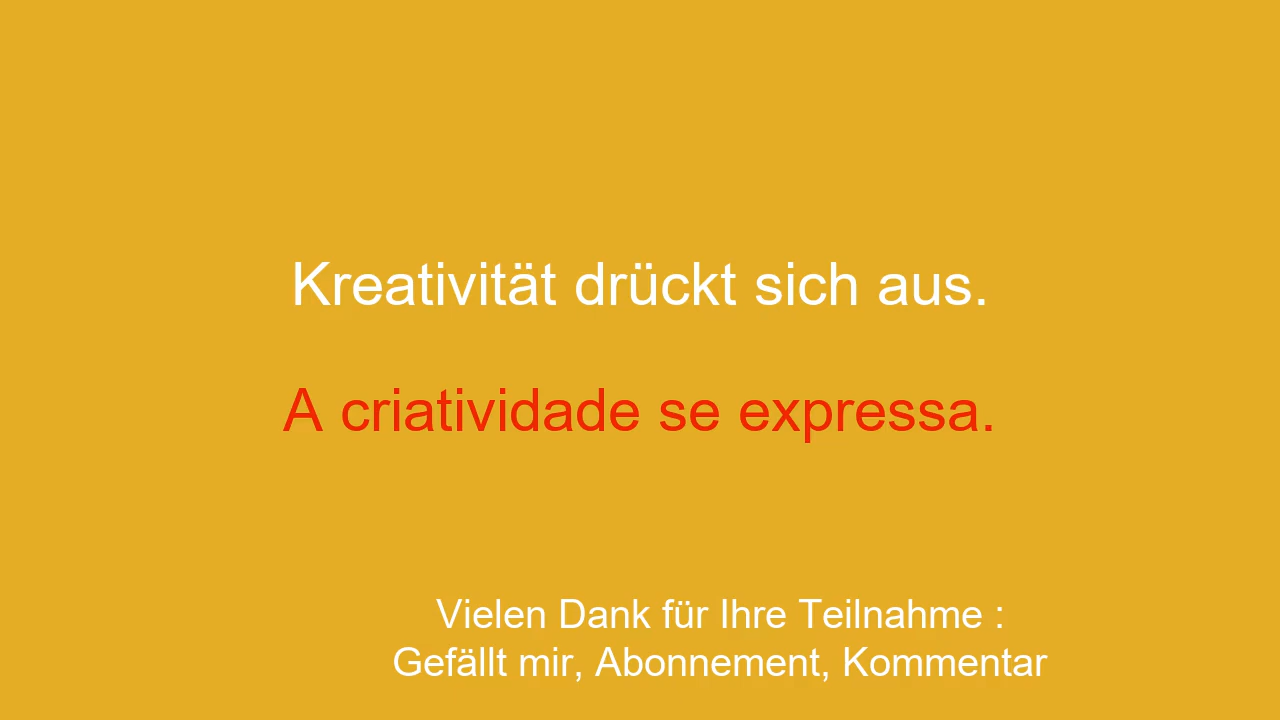 Kreativität drückt sich aus.
A criatividade se expressa.
Vielen Dank für Ihre Teilnahme :
Gefällt mir, Abonnement, Kommentar